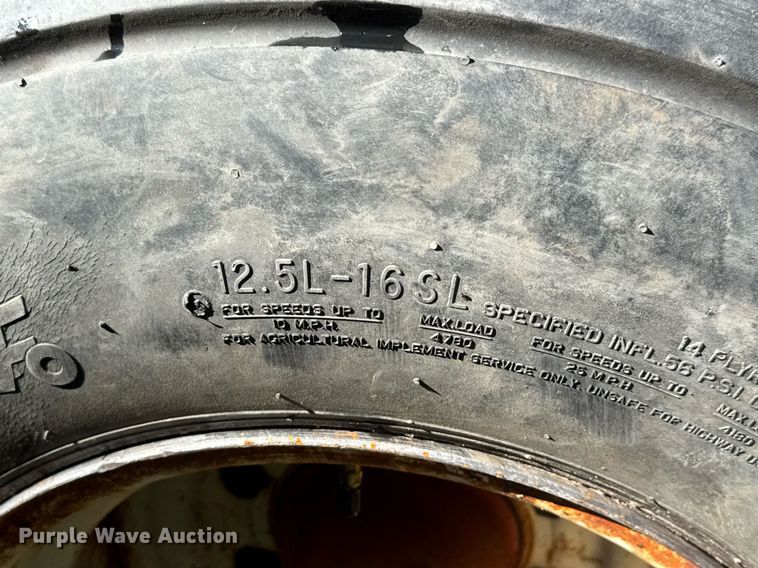 12.5L-16SL
SPECIFIED INFL. 56 P.S.I.
14 PLY
FOR SPEEDS UP TO
10 M.P.H.
MAX. LOAD
4780
FOR SPEEDS UP TO
25 M.P.H.
4180
FOR AGRICULTURAL IMPLEMENT SERVICE ONLY. UNSAFE FOR HIGHWAY
Purple Wave Auction